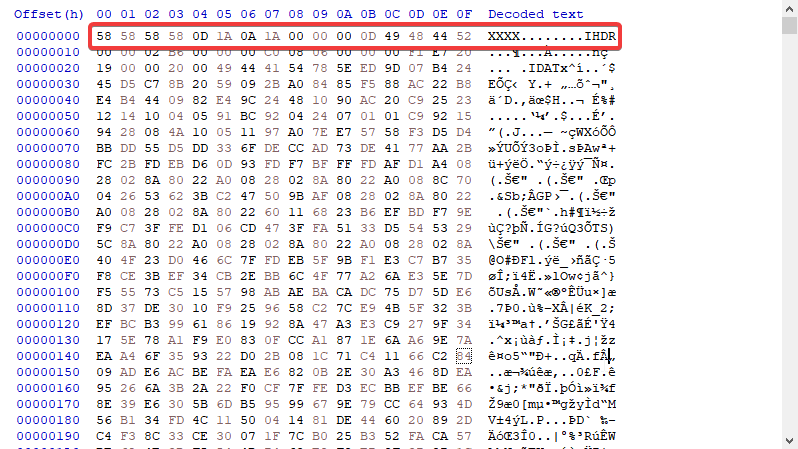 Offset(h) 00 01 02 03 04 05 06 07 08 09 0A 0B 0C 0D 0E 0F Decoded text
00000000 58 58 58 58 0D 1A 0A 1A 00 00 00 0D 49 48 44 52 XXXX........IHDR
00000010 00 00 02 B6 00 00 00 C0 08 06 00 00 00 F1 E7 20 ...¶...À.....ñç
00000020 19 00 00 20 00 49 44 41 54 78 5E ED 9D 07 B4 24 ... .IDATx^í..´$
00000030 45 D5 C7 8B 20 59 09 2B A0 84 85 F5 88 AC 22 B8 EÕÇ‹ Y.+ „…õˆ¬"¸
00000040 E4 B4 44 09 82 E4 9C 24 48 10 90 AC 20 C9 25 23 ä´D.‚äœ$H..¬ É%#
00000050 12 14 10 04 05 91 BC 92 04 24 07 01 01 C9 92 15 .....‘¼’.$...É’.
00000060 94 28 08 4A 10 05 11 97 A0 7E E7 57 58 F3 D5 D4 ”(.J...— ~çWXóÕÔ
00000070 BB DD 55 D5 DD 33 6F DE CC AD 73 DE 41 77 AA 2B »ÝUÕÝ3oÞÌ.sÞAwª+
00000080 FC 2B FD EB D6 0D 93 FD F7 BF FF FD AF D1 A4 08 ü+ýëÖ.“ý÷¿ÿý¯Ñ¤.
00000090 28 02 8A 80 22 A0 08 28 02 8A 80 22 A0 08 8C 70 (.Š€" .(.Š€" .Œp
000000A0 04 26 53 62 3B C2 47 50 9B AF 08 28 02 8A 80 22 .&Sb;ÂGP›¯.(.Š€"
000000B0 A0 08 28 02 8A 80 22 60 11 68 23 B6 EF BD F7 9E .(.Š€"`.h#¶ï½÷ž
000000C0 F9 C7 3F FE D1 06 CD 47 3F FA 51 33 D5 54 53 29 ùÇ?þÑ.ÍG?úQ3ÕTS)
000000D0 5C 8A 80 22 A0 08 28 02 8A 80 22 A0 08 28 02 8A \Š€" .(.Š€" .(.Š
000000E0 40 4F 23 D0 06 6C 7F FD EB 5F 9B F1 E3 C7 B7 35 @O#Ð.l.ýë_›ñãÇ·5
000000F0 F8 CE 3B EF 34 CB 2E BB 6C 4F 77 A2 6A E3 5E 7D øÎ;ï4Ë.»lOw¢jã^}
00000100 F5 55 73 C5 15 57 98 AB AE BA CA DC 75 D7 5D E6 õUsÅ.W˜«®ºÊÜu×]æ
00000110 8D 37 DE 30 10 F9 25 96 58 C2 7C E9 4B 5F 32 3B .7Þ0.ù%–XÂ|éK_2;
00000120 EF BC B3 99 61 86 19 92 8A 47 A3 E3 C9 27 9F 34 ï¼³™a†.’ŠG£ãÉ'Ÿ4
00000130 17 5E 78 A1 F9 E0 83 0F CC A1 87 1E 6A A6 9E 7A .^x¡ùàƒ.Ì¡‡.j¦žz
00000140 EA A4 6F 35 93 22 D0 2B 08 1C 71 C4 11 66 C2 84 ê¤o5“"Ð+..qÄ.fÂ„
00000150 09 AD E6 AC BE FA EA E6 82 0B 2E 30 A3 46 8D EA ..æ¬¾úêæ‚..0£F.ê
00000160 95 26 6A 3B 2A 22 F0 CF 7F FE D3 EC BB EF BE 66 •&j;*"ðÏ.þÓì»ï¾f
00000170 8E 39 E6 30 5B 6D B5 95 99 67 9E 79 CC 64 93 4D Ž9æ0[mµ•™gžyÌd“M
00000180 56 B1 34 FD 4C 11 50 04 14 81 DE 44 60 20 89 2D V±4ýL.P...ÞD` ‰-
00000190 C4 F3 8C 33 CE 30 07 1F 7C B0 25 B3 52 FA CA 57 ÄóŒ3Î0..|°%³RúÊW